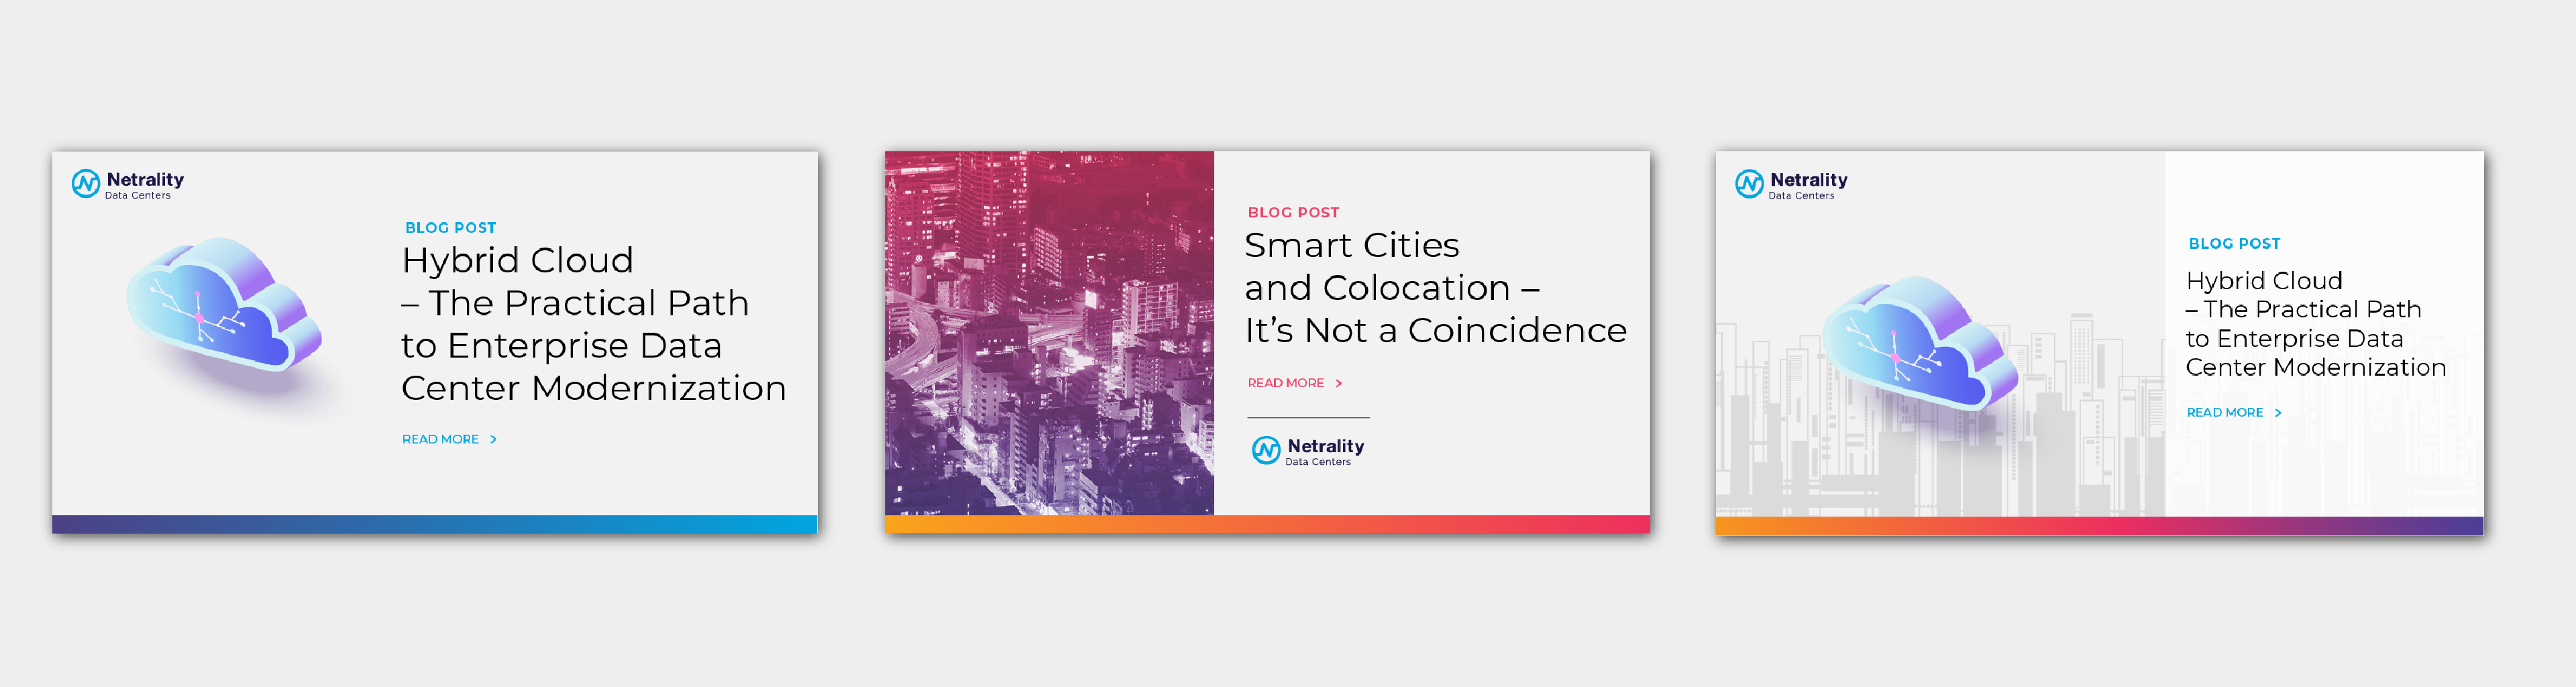 Netrality
Data Centers
BLOG POST
Hybrid Cloud
– The Practical Path
to Enterprise Data
Center Modernization
READ MORE >
BLOG POST
Smart Cities
and Colocation –
It’s Not a Coincidence
READ MORE >
Netrality
Data Centers
Netrality
Data Centers
BLOG POST
Hybrid Cloud
– The Practical Path
to Enterprise Data
Center Modernization
READ MORE >